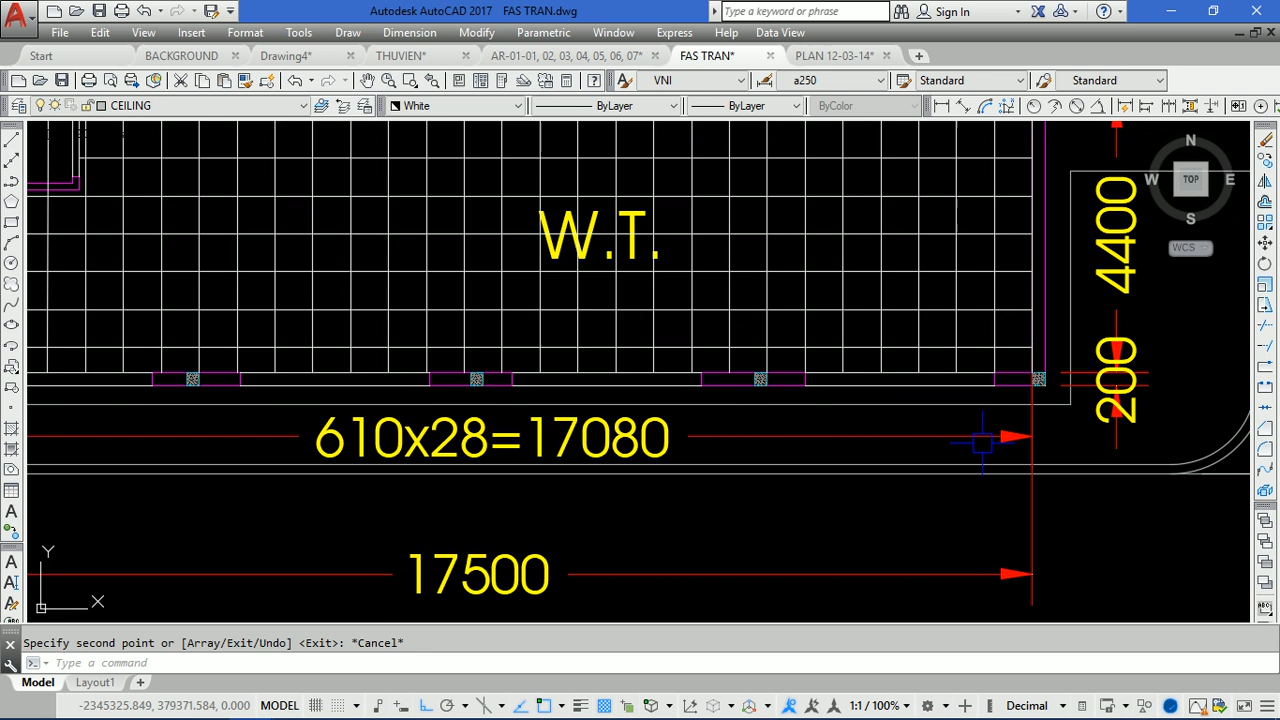 Autodesk AutoCAD 2017 FAS TRAN.dwg
Type a keyword or phrase
Sign In
File Edit View Insert Format Tools Draw Dimension Modify Parametric Window Express Help Data View
Start BACKGROUND Drawing4* THUVIEN* AR-01-01, 02, 03, 04, 05, 06, 07* FAS TRAN* PLAN 12-03-14*
VNI a250 Standard Standard
CEILING White ByLayer ByLayer ByColor
N
W TOP E
S
WCS
W.T.
4400
200
610x28=17080
17500
Y
X
Specify second point or [Array/Exit/Undo] <Exit>: *Cancel*
Type a command
Model Layout1
-2345325.849, 379371.584, 0.000 MODEL 1:1 / 100% Decimal